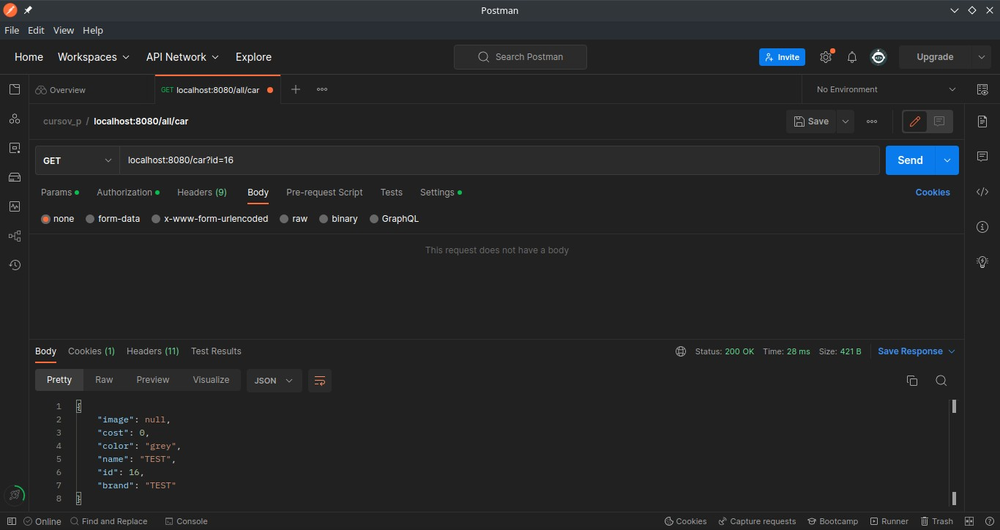 Postman
File Edit View Help
Home Workspaces API Network Explore Search Postman Invite Upgrade
Overview GET localhost:8080/all/car No Environment
cursov_p / localhost:8080/all/car Save
GET localhost:8080/car?id=16 Send
Params Authorization Headers (9) Body Pre-request Script Tests Settings Cookies
none form-data x-www-form-urlencoded raw binary GraphQL
This request does not have a body
Body Cookies (1) Headers (11) Test Results Status: 200 OK Time: 28 ms Size: 421 B Save Response
Pretty Raw Preview Visualize JSON
1 {
2 "image": null,
3 "cost": 0,
4 "color": "grey",
5 "name": "TEST",
6 "id": 16,
7 "brand": "TEST"
8 }
Online Find and Replace Console Cookies Capture requests Bootcamp Runner Trash